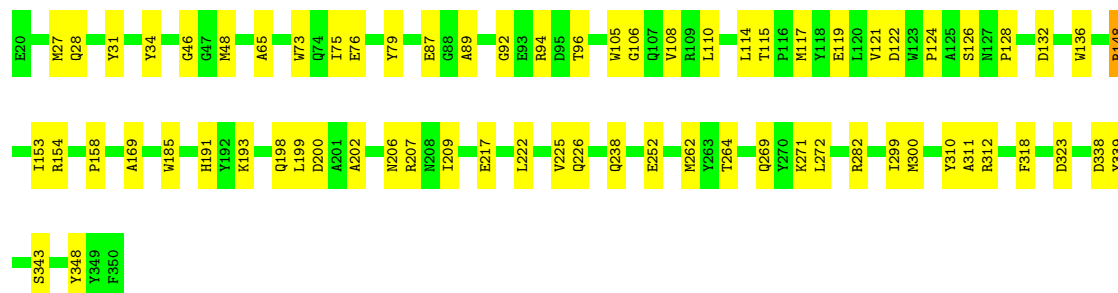 E20 M27 Q28 Y31 Y34 G46 G47 M48 A65 W73 Q74 I75 E76 Y79 E87 G88 A89 G92 E93 R94 D95 T96 W105 G106 Q107 V108 R109 L110 L114 T115 P116 M117 Y118 E119 L120 V121 D122 W123 P124 A125 S126 N127 P128 D132 W136
I153 R154 P158 A169 W185 H191 Y192 K193 Q198 L199 D200 A201 A202 N206 R207 N208 I209 E217 L222 V225 Q226 Q238 E252 M262 Y263 T264 Q269 Y270 K271 L272 R282 I299 M300 Y310 A311 R312 F318 D323 D338
S343 Y348 Y349 F350